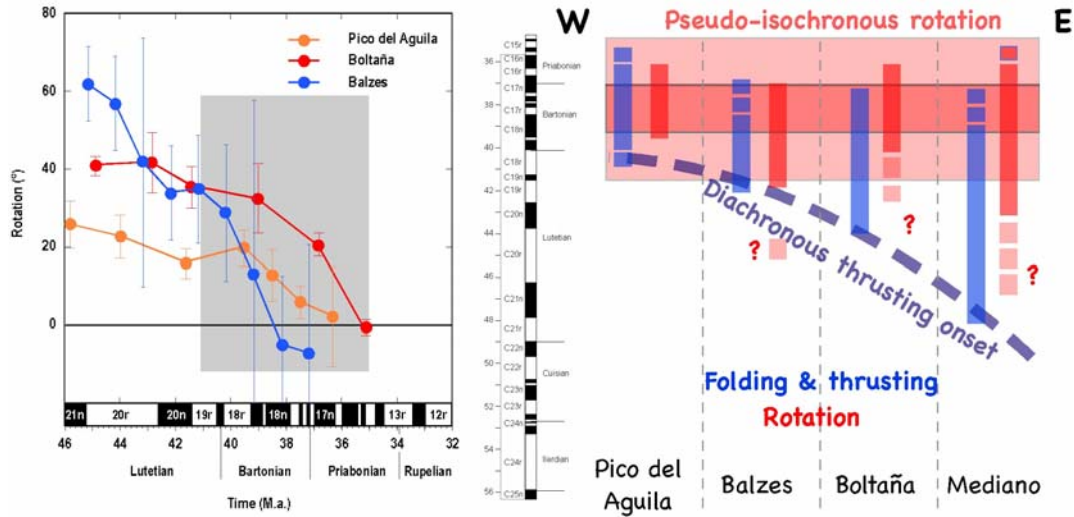 Pico del Aguila
Boltaña
Balzes
80
60
40
20
0
Rotation (º)
21n 20r 20n 19r 18r 18n 17n 13r 12r
46 44 42 40 38 36 34 32
Lutetian Bartonian Priabonian Rupelian
Time (M.a.)
36
38
40
42
44
46
48
50
52
54
56
C15r
C16n
C16r
C17n
C17r
C18n
C18r
C19n
C19r
C20n
C20r
C21n
C21r
C22n
C22r
C23n
C23r
C24n
C24r
C25n
Priabonian
Bartonian
Lutetian
Cuisian
Ilerdian
W Pseudo-isochronous rotation E
Diachronous thrusting onset
?
?
?
Folding & thrusting
Rotation
Pico del
Aguila
Balzes
Boltaña
Mediano